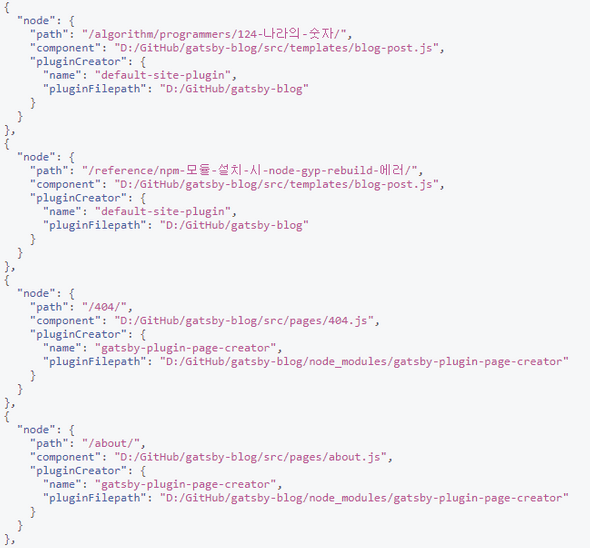 {
"node": {
"path": "/algorithm/programmers/124-나라의-숫자/",
"component": "D:/GitHub/gatsby-blog/src/templates/blog-post.js",
"pluginCreator": {
"name": "default-site-plugin",
"pluginFilepath": "D:/GitHub/gatsby-blog"
}
}
},
{
"node": {
"path": "/reference/npm-모듈-설치-시-node-gyp-rebuild-에러/",
"component": "D:/GitHub/gatsby-blog/src/templates/blog-post.js",
"pluginCreator": {
"name": "default-site-plugin",
"pluginFilepath": "D:/GitHub/gatsby-blog"
}
}
},
{
"node": {
"path": "/404/",
"component": "D:/GitHub/gatsby-blog/src/pages/404.js",
"pluginCreator": {
"name": "gatsby-plugin-page-creator",
"pluginFilepath": "D:/GitHub/gatsby-blog/node_modules/gatsby-plugin-page-creator"
}
}
},
{
"node": {
"path": "/about/",
"component": "D:/GitHub/gatsby-blog/src/pages/about.js",
"pluginCreator": {
"name": "gatsby-plugin-page-creator",
"pluginFilepath": "D:/GitHub/gatsby-blog/node_modules/gatsby-plugin-page-creator"
}
}
},